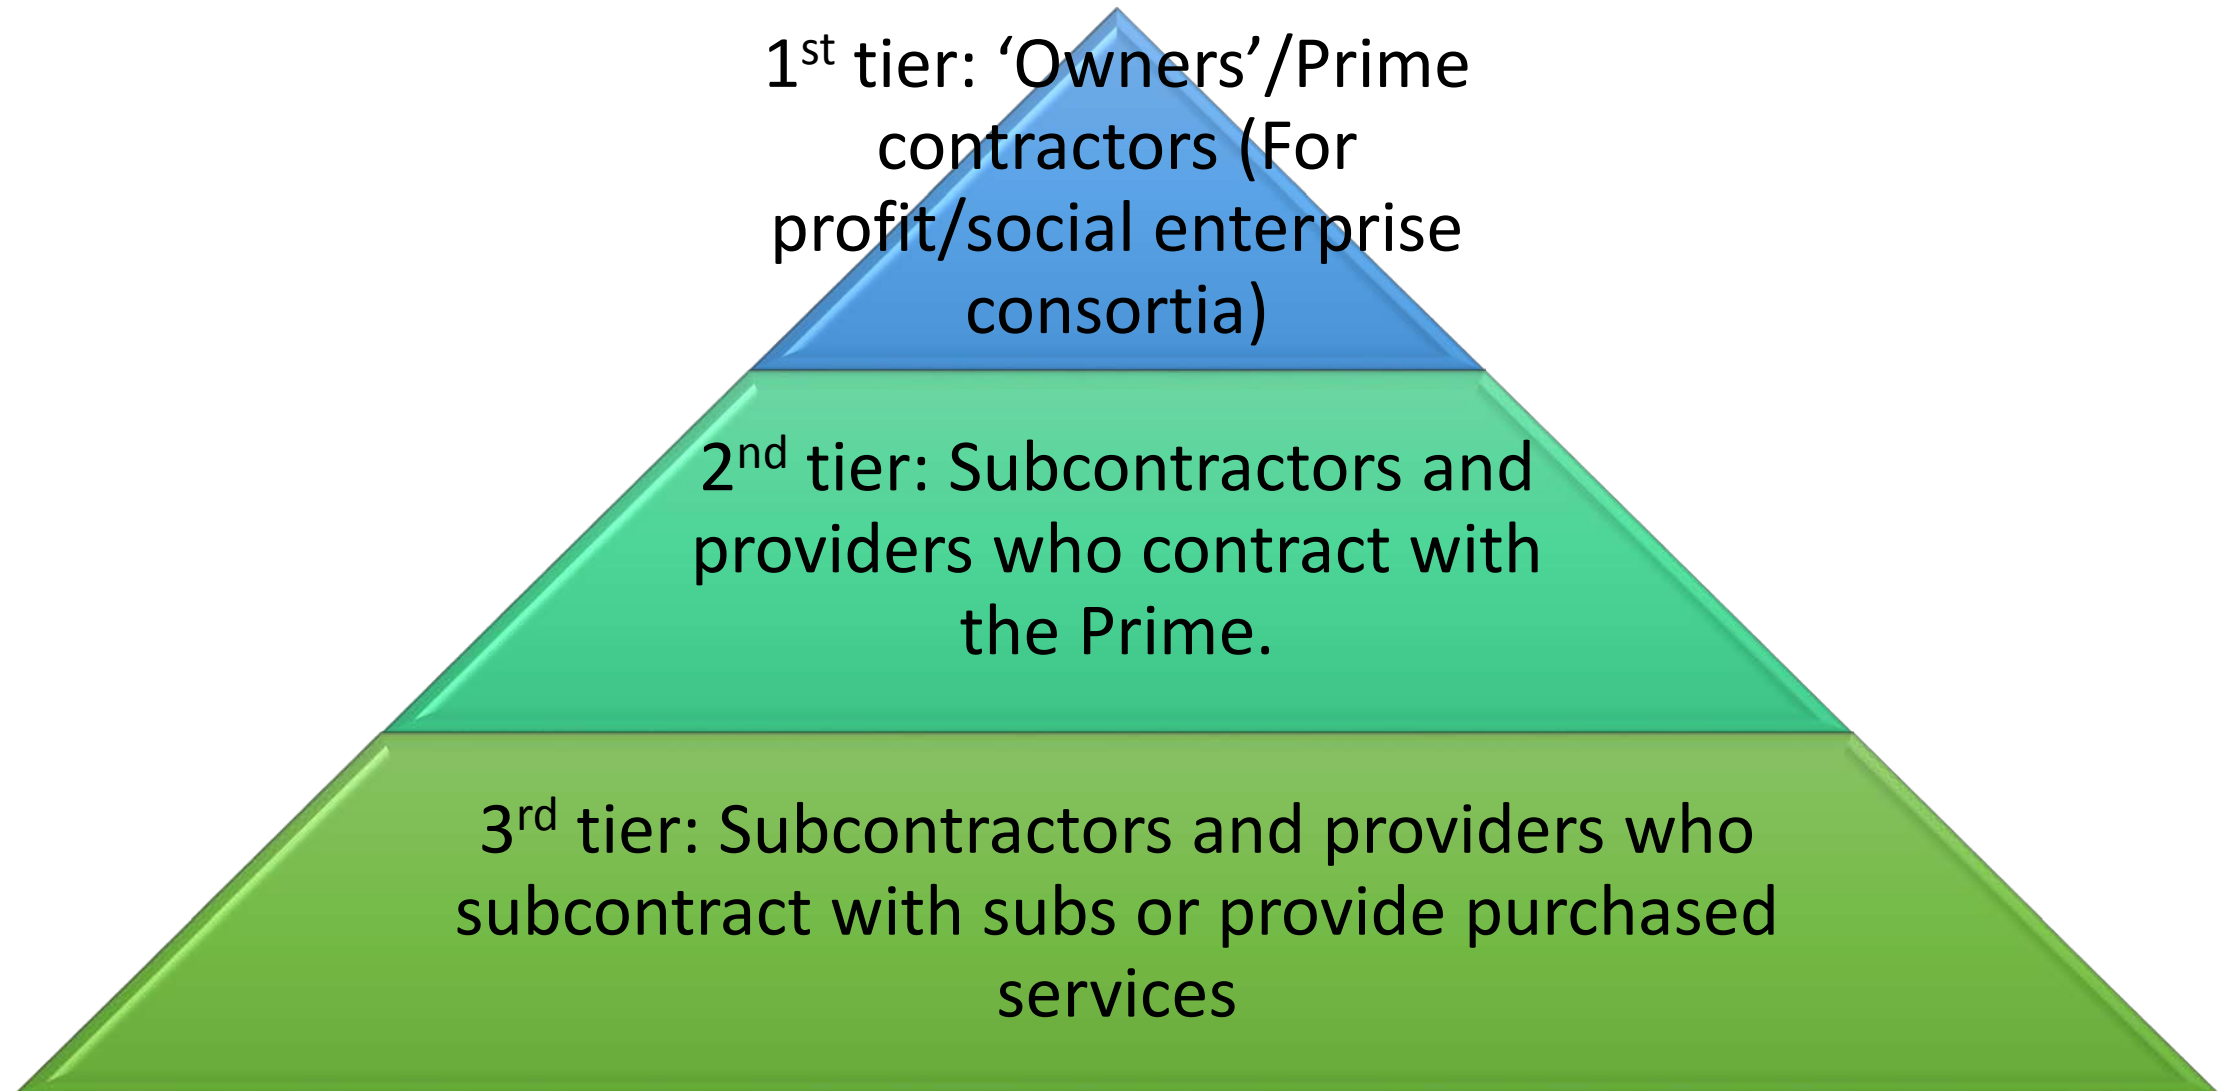 1st tier: ‘Owners’/Prime
contractors (For
profit/social enterprise
consortia)
2nd tier: Subcontractors and
providers who contract with
the Prime.
3rd tier: Subcontractors and providers who
subcontract with subs or provide purchased
services